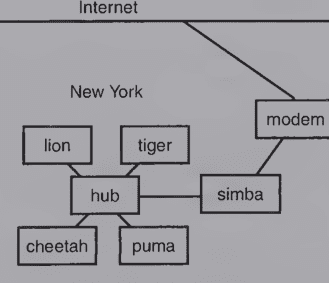 Internet
New York
modem
lion
tiger
hub
simba
cheetah
puma